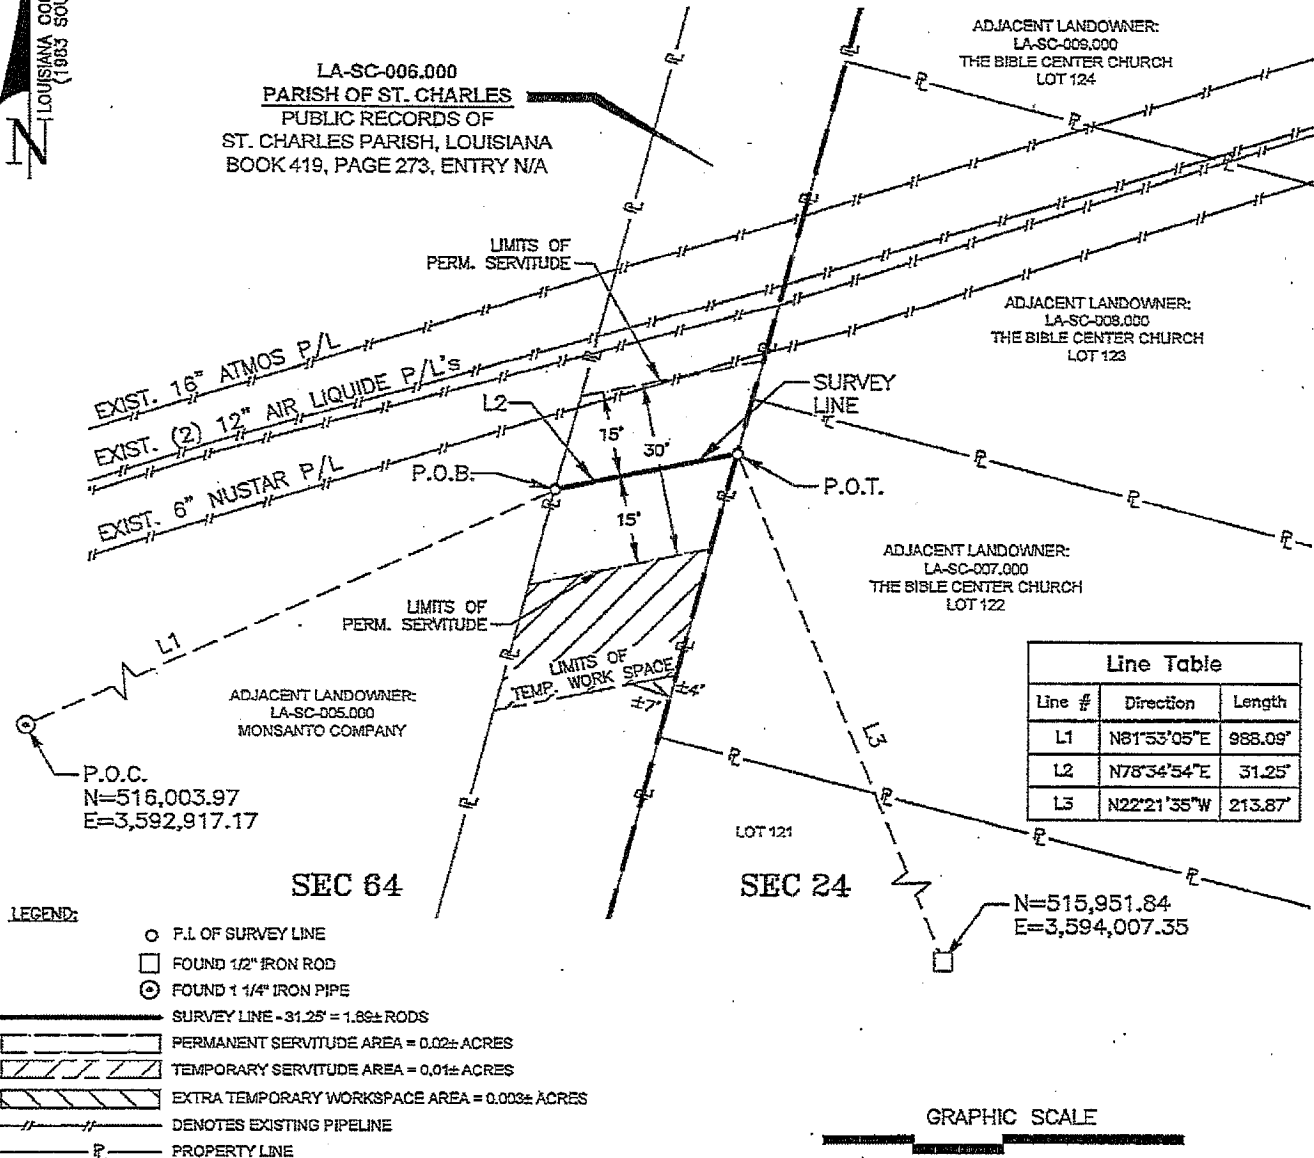 LOUISIANA CO
(1983 SOU
N
LA-SC-006.000
PARISH OF ST. CHARLES
PUBLIC RECORDS OF
ST. CHARLES PARISH, LOUISIANA
BOOK 419, PAGE 273, ENTRY N/A
ADJACENT LANDOWNER:
LA-SC-009.000
THE BIBLE CENTER CHURCH
LOT 124
LIMITS OF
PERM. SERVITUDE
ADJACENT LANDOWNER:
LA-SC-008.000
THE BIBLE CENTER CHURCH
LOT 123
EXIST. 16" ATMOS P/L
EXIST. (2) 12" AIR LIQUIDE P/L's
EXIST. 6" NUSTAR P/L
L2
SURVEY
LINE
15'
30'
15'
P.O.B.
P.O.T.
ADJACENT LANDOWNER:
LA-SC-007.000
THE BIBLE CENTER CHURCH
LOT 122
LIMITS OF
PERM. SERVITUDE
L1
LIMITS OF
TEMP. WORK SPACE
±4'
±7'
ADJACENT LANDOWNER:
LA-SC-005.000
MONSANTO COMPANY
L3
Line Table
Line # Direction Length
L1 N81°53'05"E 988.09'
L2 N78°34'54"E 31.25'
L3 N22°21'35"W 213.87'
P.O.C.
N=516,003.97
E=3,592,917.17
LOT 121
SEC 64
SEC 24
N=515,951.84
E=3,594,007.35
LEGEND:
P.I. OF SURVEY LINE
FOUND 1/2" IRON ROD
FOUND 1 1/4" IRON PIPE
SURVEY LINE - 31.25' = 1.89± RODS
PERMANENT SERVITUDE AREA = 0.02± ACRES
TEMPORARY SERVITUDE AREA = 0.01± ACRES
EXTRA TEMPORARY WORKSPACE AREA = 0.003± ACRES
DENOTES EXISTING PIPELINE
PROPERTY LINE
GRAPHIC SCALE